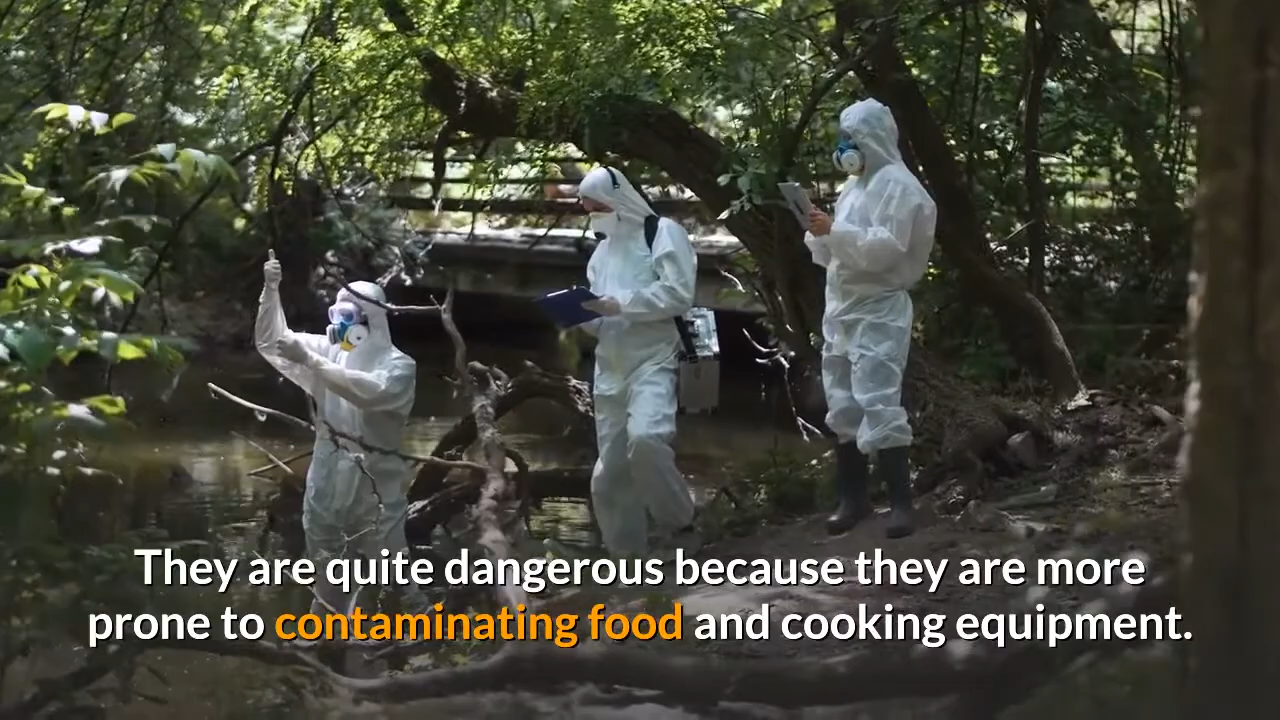 They are quite dangerous because they are more
prone to contaminating food and cooking equipment.